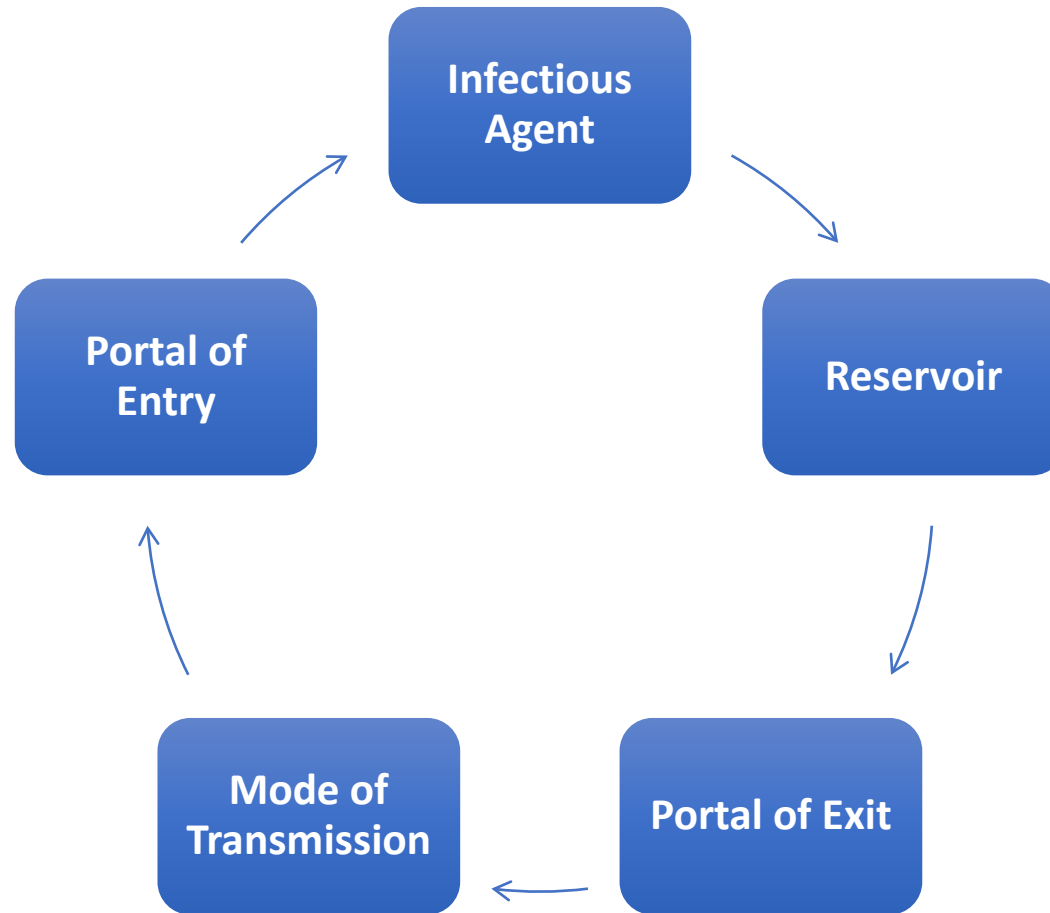 Infectious
Agent
Reservoir
Portal of Exit
Mode of
Transmission
Portal of
Entry